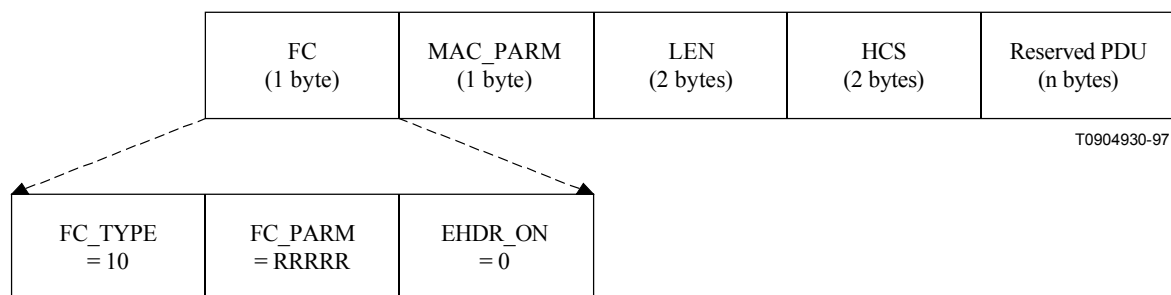 FC
(1 byte)
MAC_PARM
(1 byte)
LEN
(2 bytes)
HCS
(2 bytes)
Reserved PDU
(n bytes)
T0904930-97
FC_TYPE
= 10
FC_PARM
= RRRRR
EHDR_ON
= 0